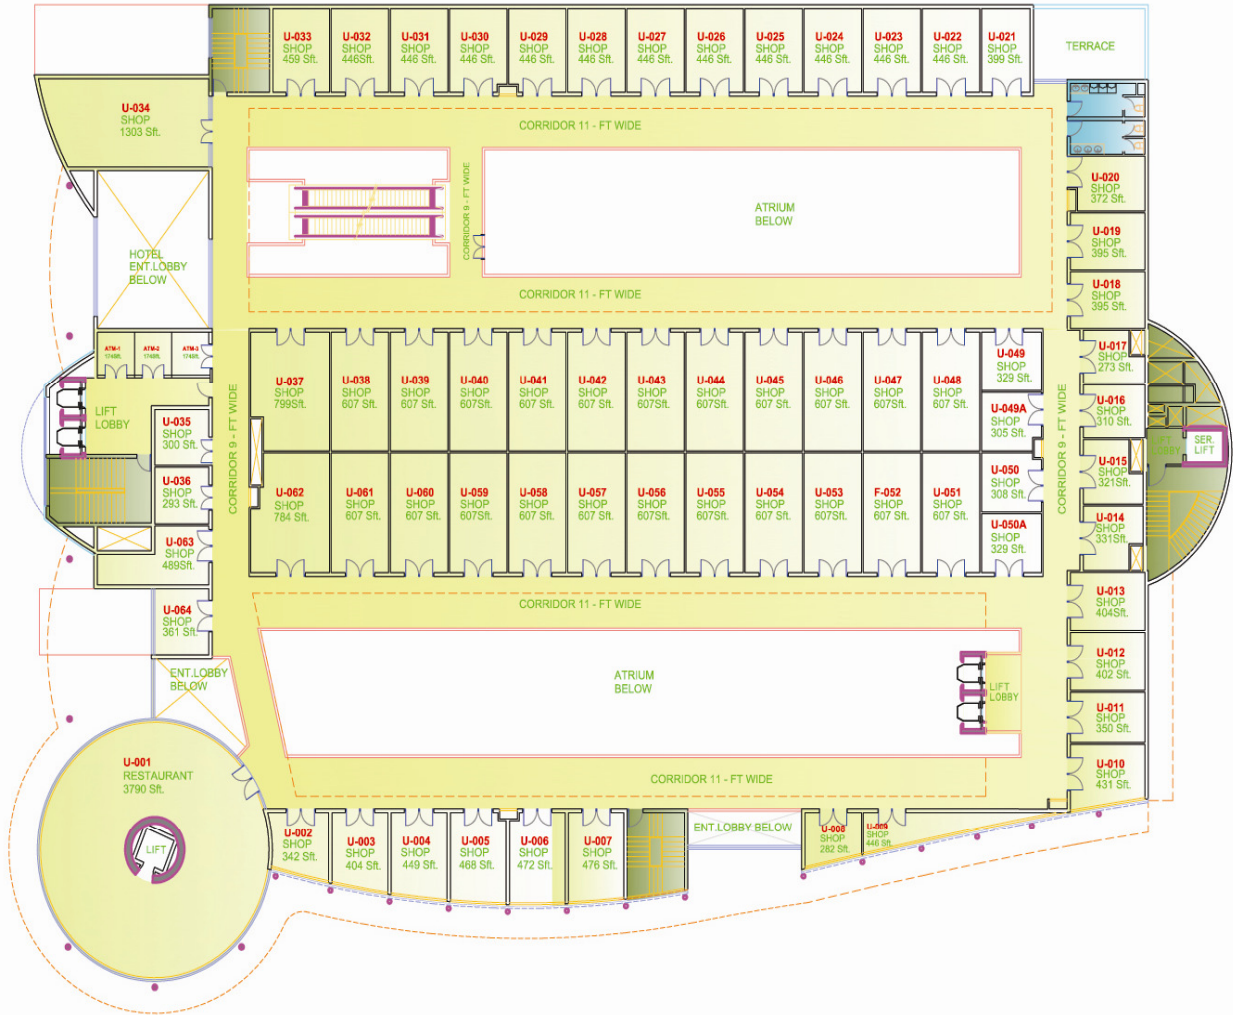 U-033
SHOP
459 Sft.
U-032
SHOP
446Sft.
U-031
SHOP
446 Sft.
U-030
SHOP
446 Sft.
U-029
SHOP
446 Sft.
U-028
SHOP
446 Sft.
U-027
SHOP
446 Sft.
U-026
SHOP
446 Sft.
U-025
SHOP
446 Sft.
U-024
SHOP
446 Sft.
U-023
SHOP
446 Sft.
U-022
SHOP
446 Sft.
U-021
SHOP
399 Sft.
TERRACE
U-034
SHOP
1303 Sft.
CORRIDOR 11 - FT WIDE
CORRIDOR 9 - FT WIDE
ATRIUM
BELOW
U-020
SHOP
372 Sft.
U-019
SHOP
395 Sft.
HOTEL
ENT.LOBBY
BELOW
CORRIDOR 11 - FT WIDE
U-018
SHOP
395 Sft.
ATM-1
174Sft.
ATM-2
174Sft.
ATM-3
174Sft.
U-037
SHOP
799Sft.
U-038
SHOP
607 Sft.
U-039
SHOP
607 Sft.
U-040
SHOP
607Sft.
U-041
SHOP
607 Sft.
U-042
SHOP
607 Sft.
U-043
SHOP
607Sft.
U-044
SHOP
607Sft.
U-045
SHOP
607 Sft.
U-046
SHOP
607Sft.
U-047
SHOP
607 Sft.
U-048
SHOP
607 Sft.
U-049
SHOP
329 Sft.
U-017
SHOP
273 Sft.
LIFT
LOBBY
U-035
SHOP
300 Sft.
CORRIDOR 9 - FT WIDE
U-049A
SHOP
305 Sft.
CORRIDOR 9 - FT WIDE
U-016
SHOP
310 Sft.
LIFT
LOBBY
SER.
LIFT
U-036
SHOP
293 Sft.
U-062
SHOP
784 Sft.
U-061
SHOP
607 Sft.
U-060
SHOP
607 Sft.
U-059
SHOP
607Sft.
U-058
SHOP
607 Sft.
U-057
SHOP
607 Sft.
U-056
SHOP
607Sft.
U-055
SHOP
607Sft.
U-054
SHOP
607 Sft.
U-053
SHOP
607Sft.
F-052
SHOP
607 Sft.
U-051
SHOP
607 Sft.
U-050
SHOP
308 Sft.
U-015
SHOP
321Sft.
U-063
SHOP
489Sft.
U-050A
SHOP
329 Sft.
U-014
SHOP
331Sft.
U-064
SHOP
361 Sft.
CORRIDOR 11 - FT WIDE
U-013
SHOP
404Sft.
ENT.LOBBY
BELOW
ATRIUM
BELOW
LIFT
LOBBY
U-012
SHOP
402 Sft.
U-011
SHOP
350 Sft.
U-001
RESTAURANT
3790 Sft.
CORRIDOR 11 - FT WIDE
U-010
SHOP
431 Sft.
LIFT
U-002
SHOP
342 Sft.
U-003
SHOP
404 Sft.
U-004
SHOP
449 Sft.
U-005
SHOP
468 Sft.
U-006
SHOP
472 Sft.
U-007
SHOP
476 Sft.
ENT.LOBBY BELOW
U-008
SHOP
282 Sft.
U-009
SHOP
446 Sft.